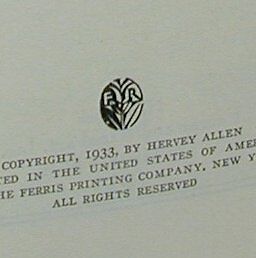 F R
COPYRIGHT, 1933, BY HERVEY ALLEN
TED IN THE UNITED STATES OF AMER
HE FERRIS PRINTING COMPANY, NEW Y
ALL RIGHTS RESERVED